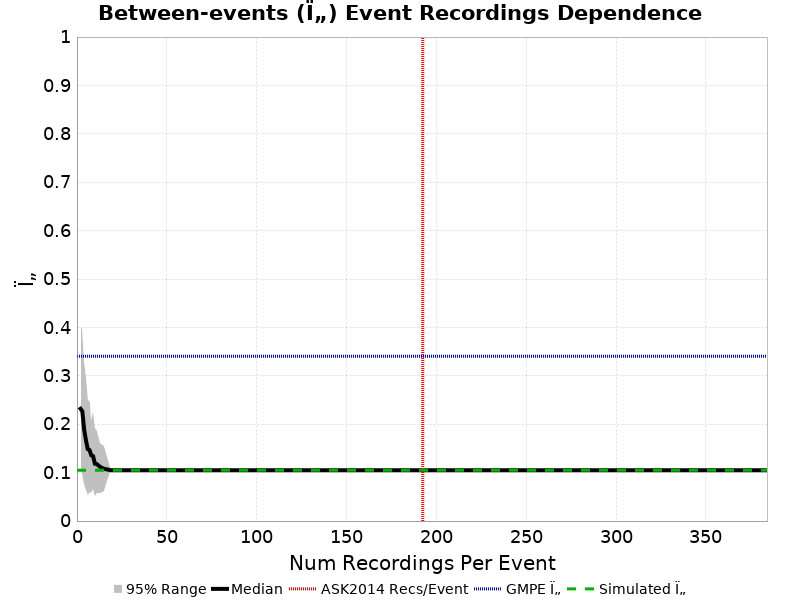 Between-events (Ï„) Event Recordings Dependence
1
0.9
0.8
0.7
0.6
0.5
0.4
0.3
0.2
0.1
0
Ï„
0 50 100 150 200 250 300 350
Num Recordings Per Event
95% Range Median ASK2014 Recs/Event GMPE Ï„ Simulated Ï„